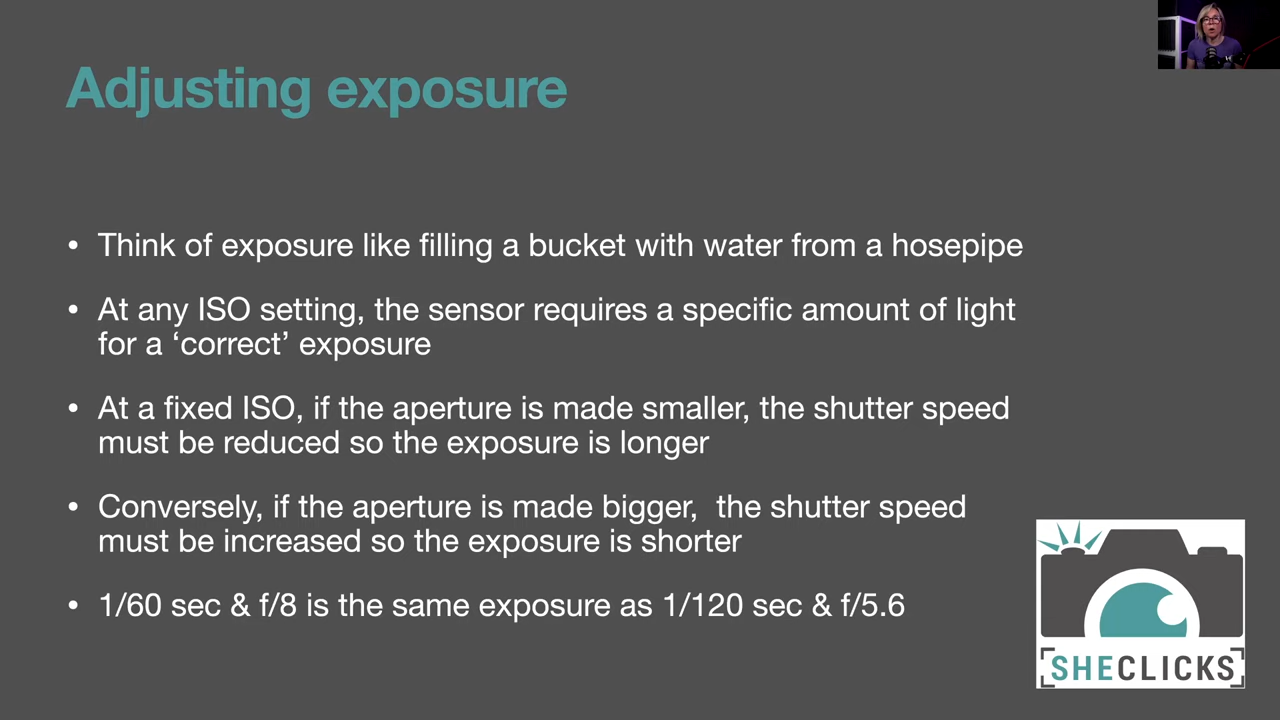 Adjusting exposure
• Think of exposure like filling a bucket with water from a hosepipe
• At any ISO setting, the sensor requires a specific amount of light
for a ‘correct’ exposure
• At a fixed ISO, if the aperture is made smaller, the shutter speed
must be reduced so the exposure is longer
• Conversely, if the aperture is made bigger,  the shutter speed
must be increased so the exposure is shorter
• 1/60 sec & f/8 is the same exposure as 1/120 sec & f/5.6
SHECLICKS